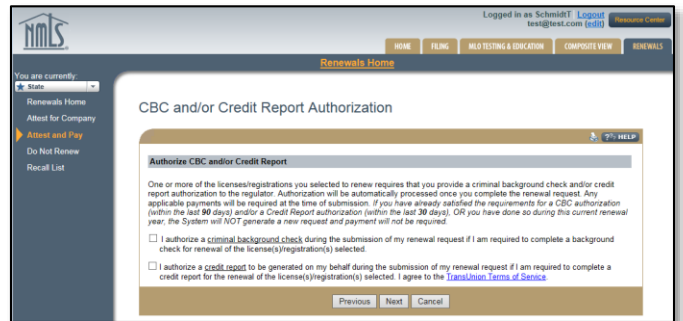 NMLS
Logged in as SchmidtT | Logout
test@test.com (edit)
Resource Center
HOME
FILING
MLO TESTING & EDUCATION
COMPOSITE VIEW
RENEWALS
Renewals Home
You are currently:
State
Renewals Home
Attest for Company
Attest and Pay
Do Not Renew
Recall List
CBC and/or Credit Report Authorization
HELP
Authorize CBC and/or Credit Report
One or more of the licenses/registrations you selected to renew requires that you provide a criminal background check and/or credit
report authorization to the regulator. Authorization will be automatically processed once you complete the renewal request. Any
applicable payments will be required at the time of submission. If you have already satisfied the requirements for a CBC authorization
(within the last 90 days) and/or a Credit Report authorization (within the last 30 days), OR you have done so during this current renewal
year, the System will NOT generate a new request and payment will not be required.
I authorize a criminal background check during the submission of my renewal request if I am required to complete a background
check for renewal of the license(s)/registration(s) selected.
I authorize a credit report to be generated on my behalf during the submission of my renewal request if I am required to complete a
credit report for the renewal of the license(s)/registration(s) selected. I agree to the TransUnion Terms of Service.
Previous
Next
Cancel